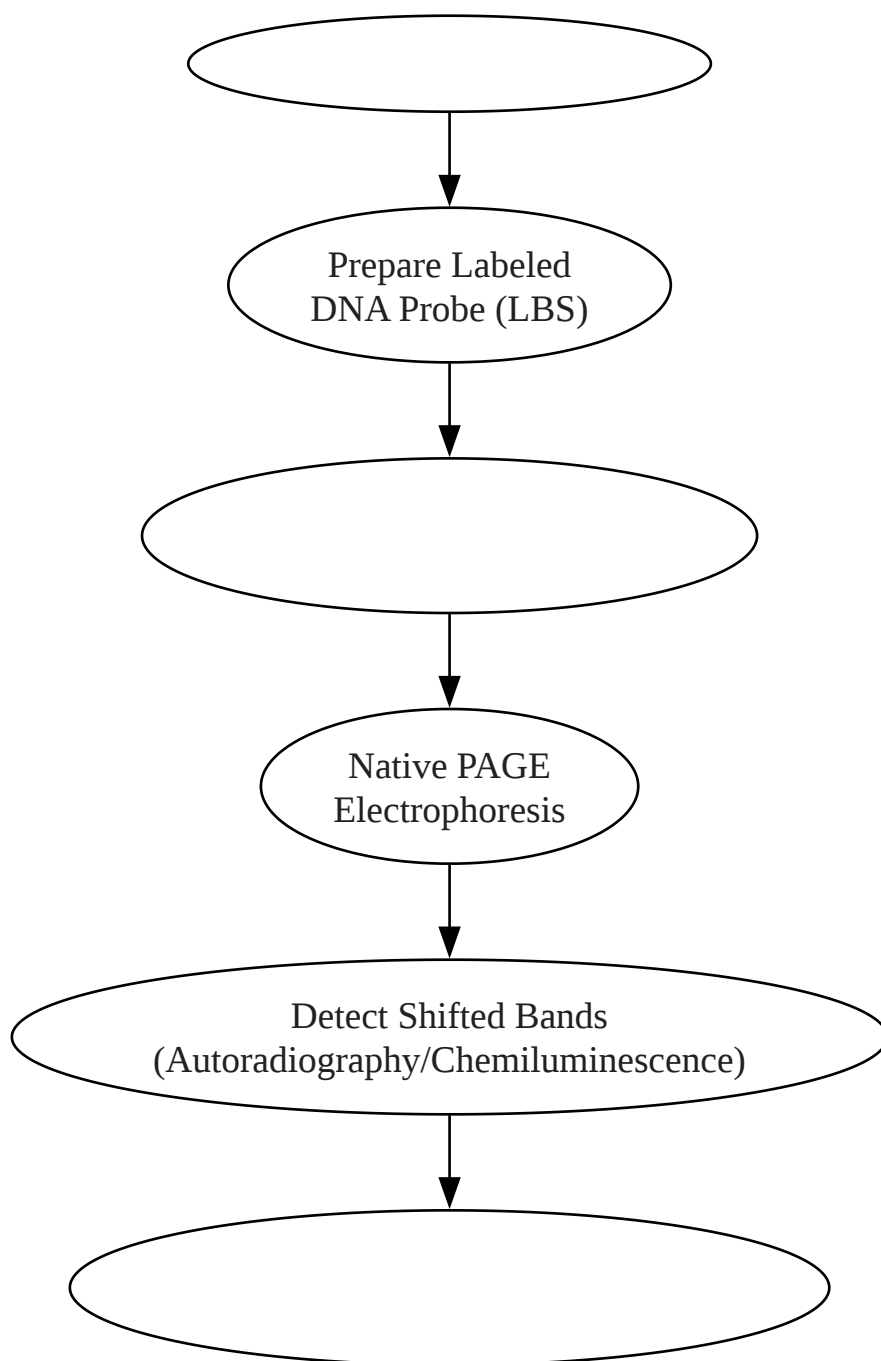 Prepare Labeled
DNA Probe (LBS)
Native PAGE
Electrophoresis
Detect Shifted Bands
(Autoradiography/Chemiluminescence)